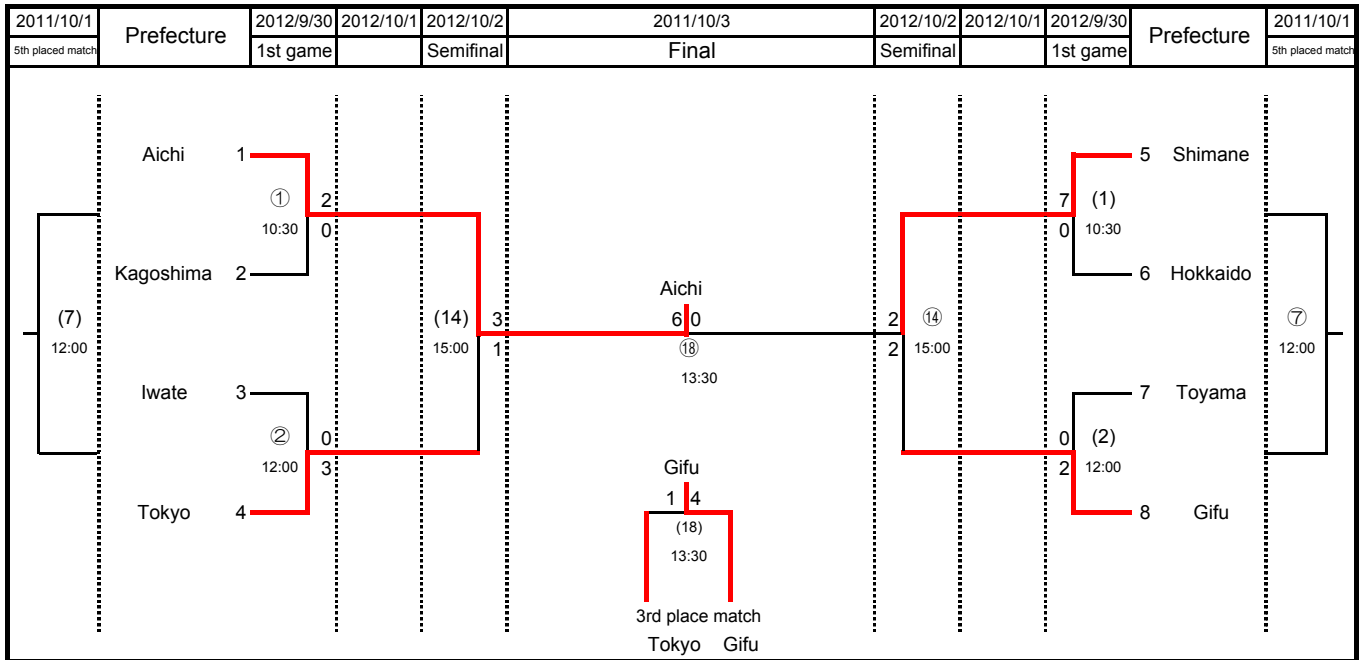 2011/10/1 Prefecture 2012/9/30 2012/10/1 2012/10/2 2011/10/3 2012/10/2 2012/10/1 2012/9/30 Prefecture 2011/10/1
5th placed match 1st game Semifinal Final Semifinal 1st game 5th placed match
Aichi 1 5 Shimane
① 2 7 (1)
10:30 0 0 10:30
Kagoshima 2 6 Hokkaido
Aichi
(7) (14) 3 6 0 2 ⑭ ⑦
12:00 15:00 1 ⑱ 2 15:00 12:00
13:30
Iwate 3 7 Toyama
② 0 0 (2)
12:00 3 2 12:00
Gifu
1 4
Tokyo 4 8 Gifu
(18)
13:30
3rd place match
Tokyo Gifu